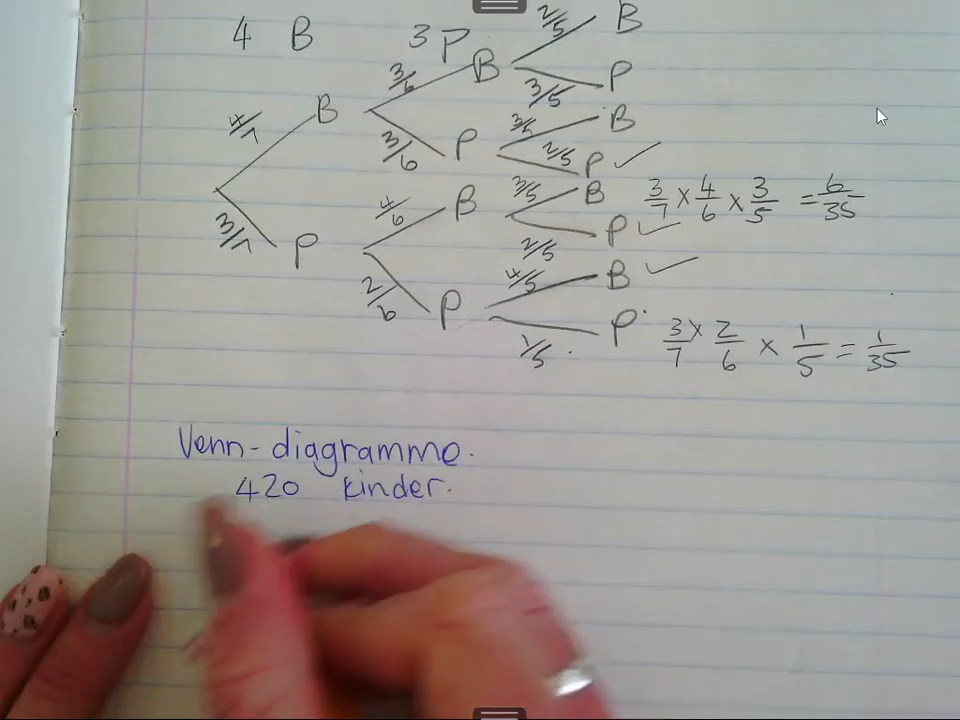 4 B 3 P
4/7 B 3/6 B 2/5 B
3/5 P
3/6 P 3/5 B
2/5 P ✓
3/7 P 4/6 B 3/5 B 3/7 × 4/6 × 3/5 = 6/35
2/5 P ✓
2/6 P 4/5 B ✓
1/5 P 3/7 × 2/6 × 1/5 = 1/35
Venn-diagramme.
420 kinder.